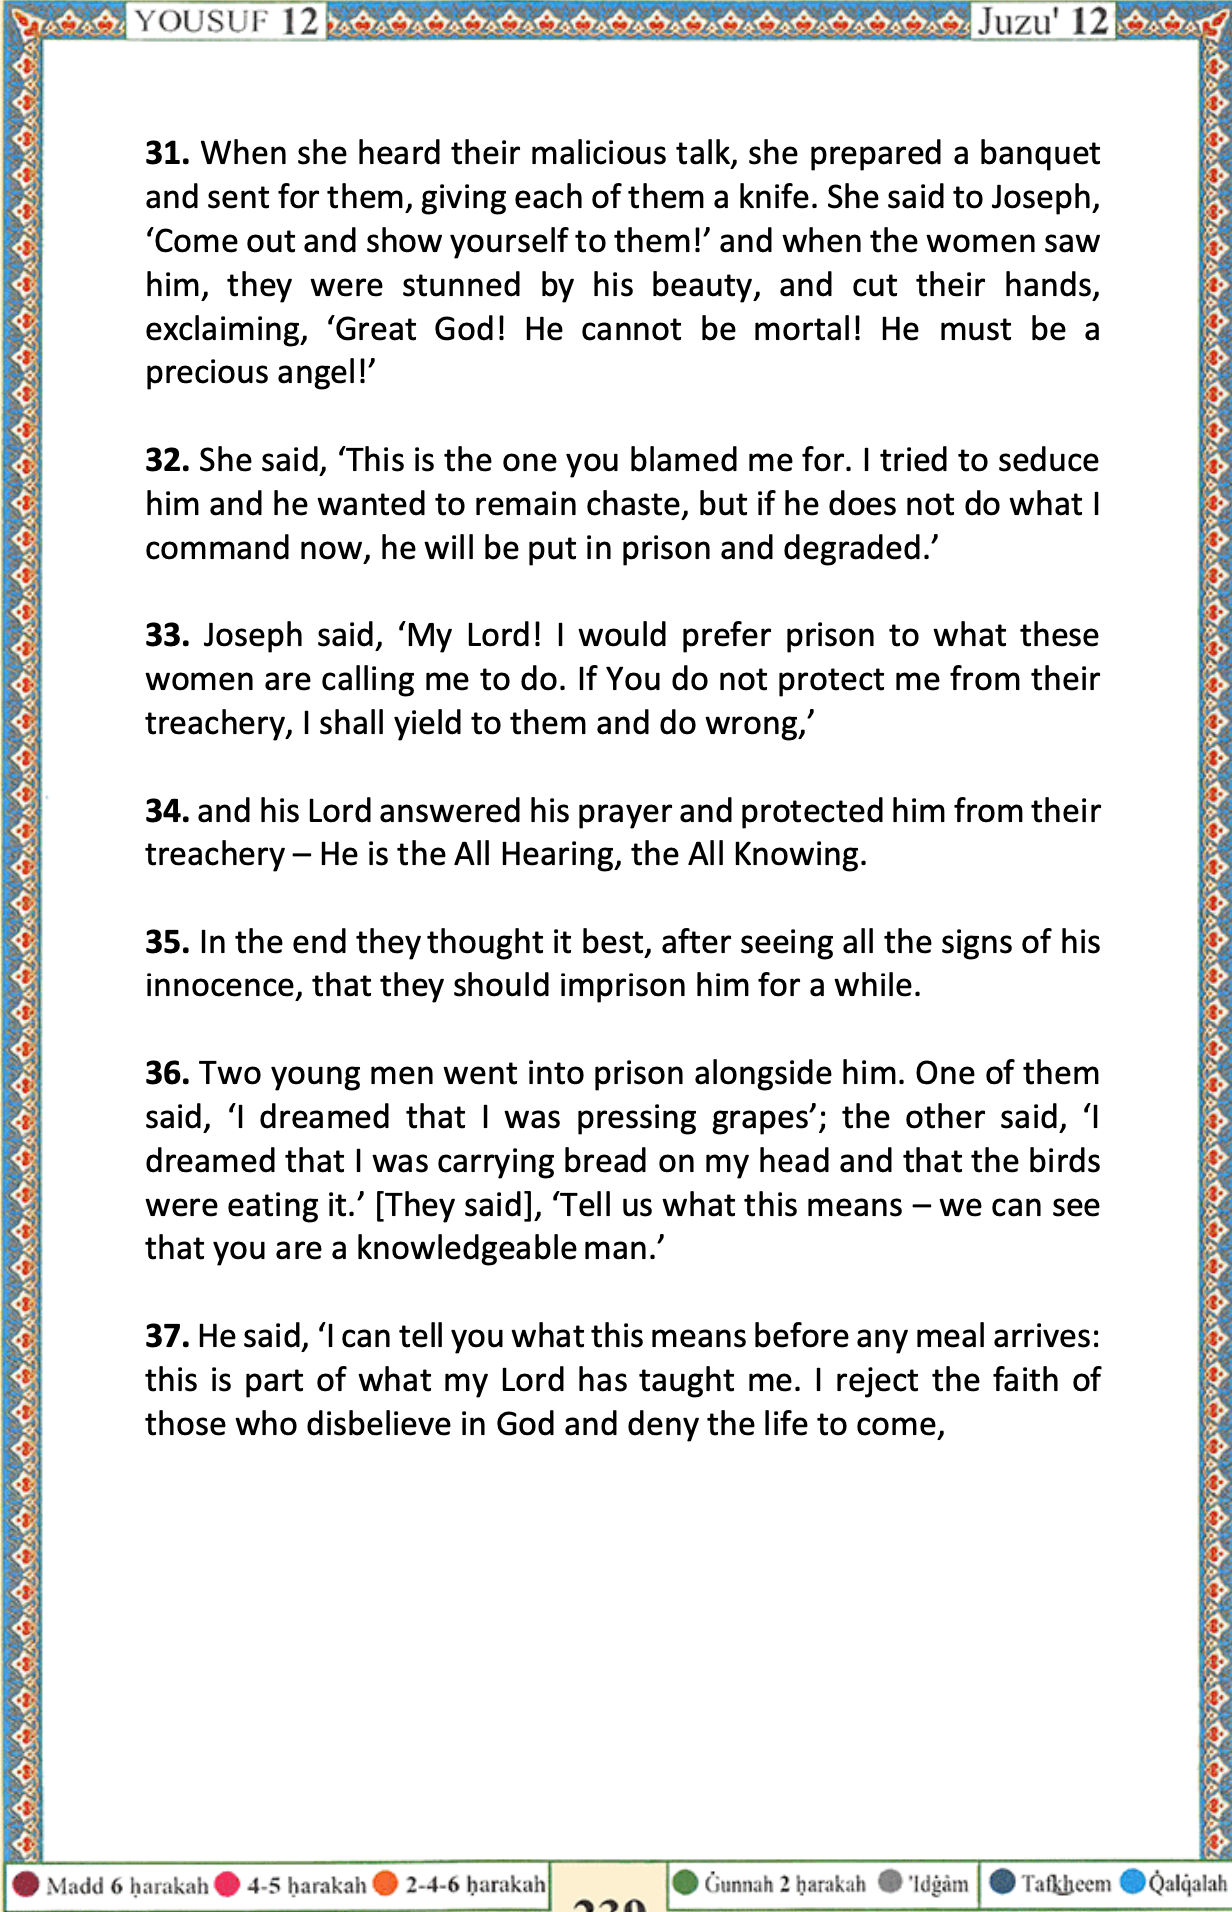 YOUSUF 12
Juzu' 12
31. When she heard their malicious talk, she prepared a banquet
and sent for them, giving each of them a knife. She said to Joseph,
‘Come out and show yourself to them!’ and when the women saw
him, they were stunned by his beauty, and cut their hands,
exclaiming, ‘Great God! He cannot be mortal! He must be a
precious angel!’
32. She said, ‘This is the one you blamed me for. I tried to seduce
him and he wanted to remain chaste, but if he does not do what I
command now, he will be put in prison and degraded.’
33. Joseph said, ‘My Lord! I would prefer prison to what these
women are calling me to do. If You do not protect me from their
treachery, I shall yield to them and do wrong,’
34. and his Lord answered his prayer and protected him from their
treachery – He is the All Hearing, the All Knowing.
35. In the end they thought it best, after seeing all the signs of his
innocence, that they should imprison him for a while.
36. Two young men went into prison alongside him. One of them
said, ‘I dreamed that I was pressing grapes’; the other said, ‘I
dreamed that I was carrying bread on my head and that the birds
were eating it.’ [They said], ‘Tell us what this means – we can see
that you are a knowledgeable man.’
37. He said, ‘I can tell you what this means before any meal arrives:
this is part of what my Lord has taught me. I reject the faith of
those who disbelieve in God and deny the life to come,
Madd 6 ḥarakah 4-5 ḥarakah 2-4-6 ḥarakah
239
Ġunnah 2 ḥarakah 'Idġâm
Tafkheem Q̇alq̇alah